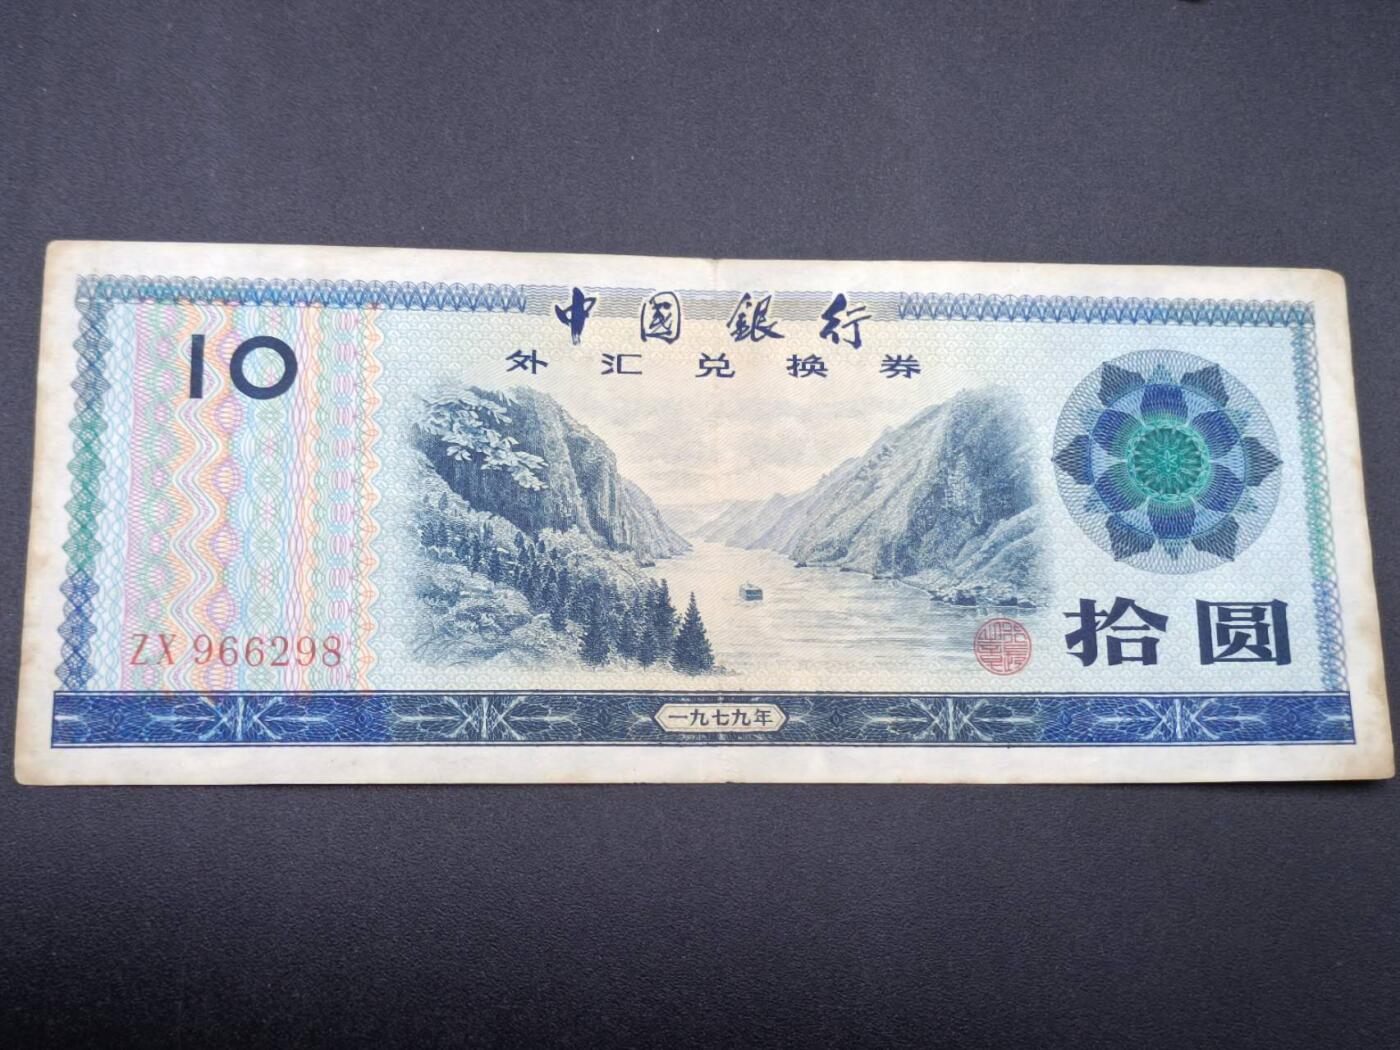 中國銀行
外汇兑换券
10
拾圆
ZX 966298
一九七九年